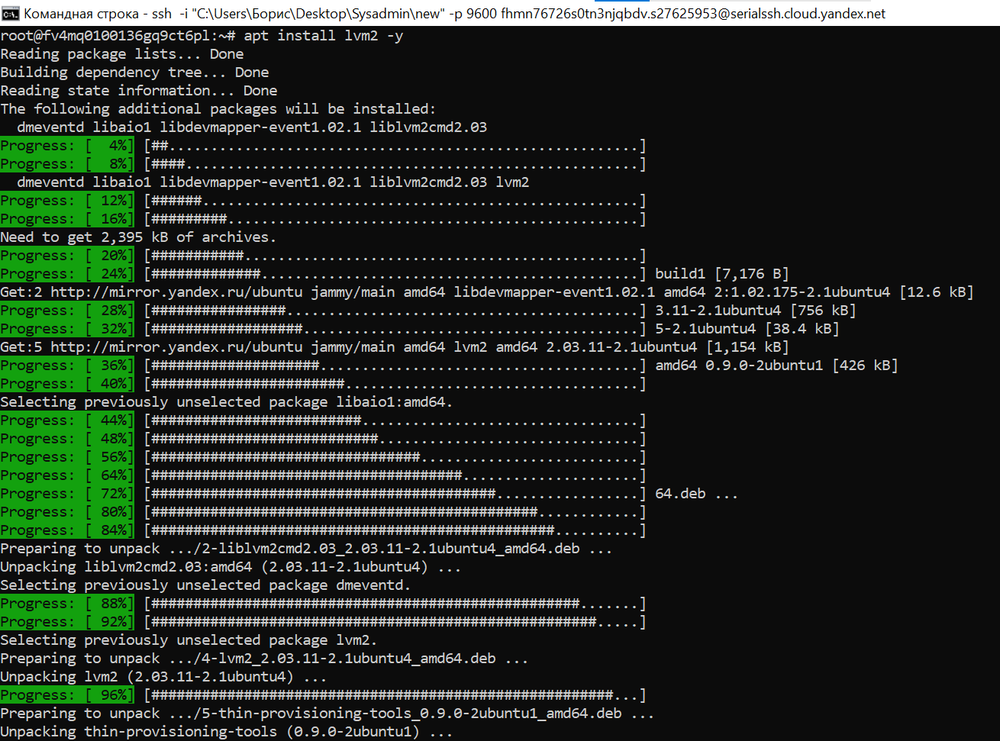 Командная строка - ssh -i "C:\Users\Борис\Desktop\Sysadmin\new" -p 9600 fhmn76726s0tn3njqbdv.s27625953@serialssh.cloud.yandex.net
root@fv4mq0100136gq9ct6pl:~# apt install lvm2 -y
Reading package lists... Done
Building dependency tree... Done
Reading state information... Done
The following additional packages will be installed:
  dmeventd libaio1 libdevmapper-event1.02.1 liblvm2cmd2.03
Progress: [  4%] [##........................................................]
Progress: [  8%] [####......................................................]
  dmeventd libaio1 libdevmapper-event1.02.1 liblvm2cmd2.03 lvm2
Progress: [ 12%] [######....................................................]
Progress: [ 16%] [#########.................................................]
Need to get 2,395 kB of archives.
Progress: [ 20%] [###########...............................................]
Progress: [ 24%] [#############.............................................] build1 [7,176 B]
Get:2 http://mirror.yandex.ru/ubuntu jammy/main amd64 libdevmapper-event1.02.1 amd64 2:1.02.175-2.1ubuntu4 [12.6 kB]
Progress: [ 28%] [################..........................................] 3.11-2.1ubuntu4 [756 kB]
Progress: [ 32%] [##################........................................] 5-2.1ubuntu4 [38.4 kB]
Get:5 http://mirror.yandex.ru/ubuntu jammy/main amd64 lvm2 amd64 2.03.11-2.1ubuntu4 [1,154 kB]
Progress: [ 36%] [####################......................................] amd64 0.9.0-2ubuntu1 [426 kB]
Progress: [ 40%] [#######################...................................]
Selecting previously unselected package libaio1:amd64.
Progress: [ 44%] [#########################.................................]
Progress: [ 48%] [###########################...............................]
Progress: [ 56%] [################################..........................]
Progress: [ 64%] [#####################################.....................]
Progress: [ 72%] [#########################################.................] 64.deb ...
Progress: [ 80%] [##############################################............]
Progress: [ 84%] [################################################..........]
Preparing to unpack .../2-liblvm2cmd2.03_2.03.11-2.1ubuntu4_amd64.deb ...
Unpacking liblvm2cmd2.03:amd64 (2.03.11-2.1ubuntu4) ...
Selecting previously unselected package dmeventd.
Progress: [ 88%] [###################################################.......]
Progress: [ 92%] [#####################################################.....]
Selecting previously unselected package lvm2.
Preparing to unpack .../4-lvm2_2.03.11-2.1ubuntu4_amd64.deb ...
Unpacking lvm2 (2.03.11-2.1ubuntu4) ...
Progress: [ 96%] [#######################################################...]
Preparing to unpack .../5-thin-provisioning-tools_0.9.0-2ubuntu1_amd64.deb ...
Unpacking thin-provisioning-tools (0.9.0-2ubuntu1) ...